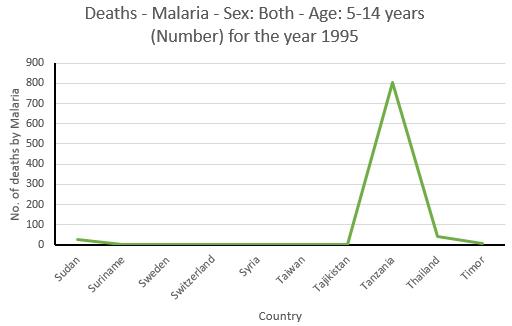 Deaths - Malaria - Sex: Both - Age: 5-14 years
(Number) for the year 1995
900
800
700
600
500
400
300
200
100
0
No. of deaths by Malaria
Sudan
Suriname
Sweden
Switzerland
Syria
Taiwan
Tajikistan
Tanzania
Thailand
Timor
Country